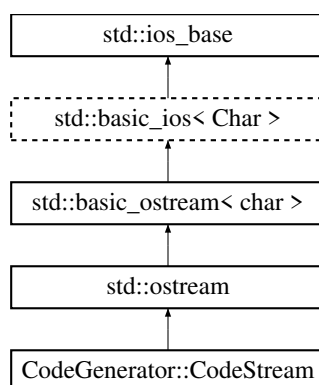 std::ios_base
std::basic_ios< Char >
std::basic_ostream< char >
std::ostream
CodeGenerator::CodeStream